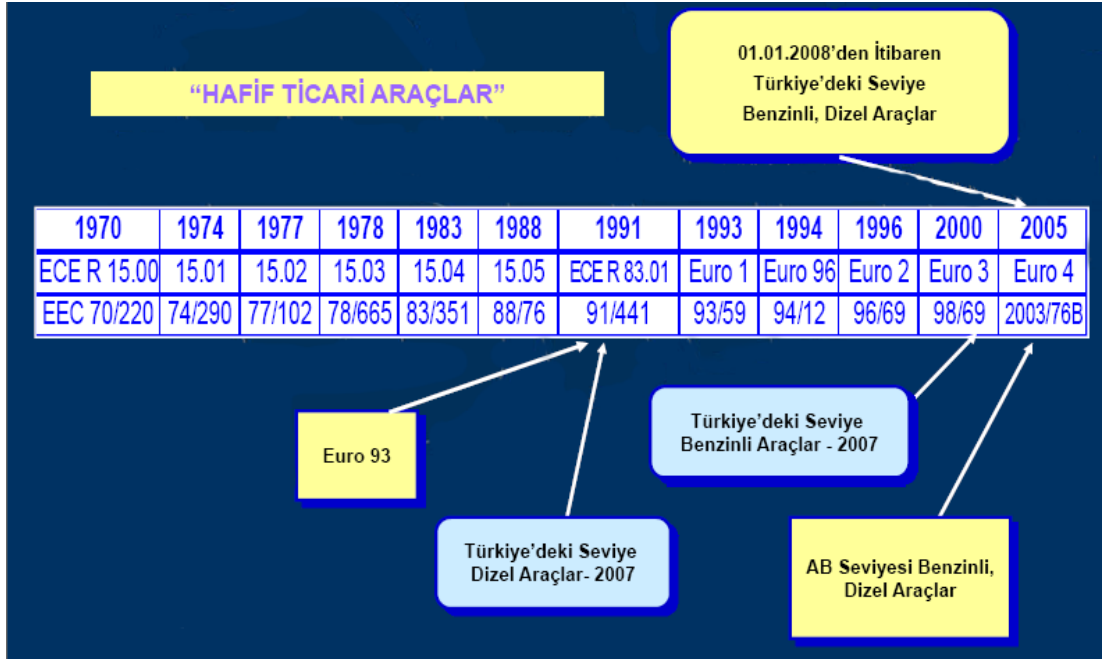 01.01.2008’den İtibaren
Türkiye’deki Seviye
Benzinli, Dizel Araçlar
“HAFİF TİCARİ ARAÇLAR”
1970 1974 1977 1978 1983 1988 1991 1993 1994 1996 2000 2005
ECE R 15.00 15.01 15.02 15.03 15.04 15.05 ECE R 83.01 Euro 1 Euro 96 Euro 2 Euro 3 Euro 4
EEC 70/220 74/290 77/102 78/665 83/351 88/76 91/441 93/59 94/12 96/69 98/69 2003/76B
Euro 93
Türkiye’deki Seviye
Benzinli Araçlar - 2007
Türkiye’deki Seviye
Dizel Araçlar- 2007
AB Seviyesi Benzinli,
Dizel Araçlar